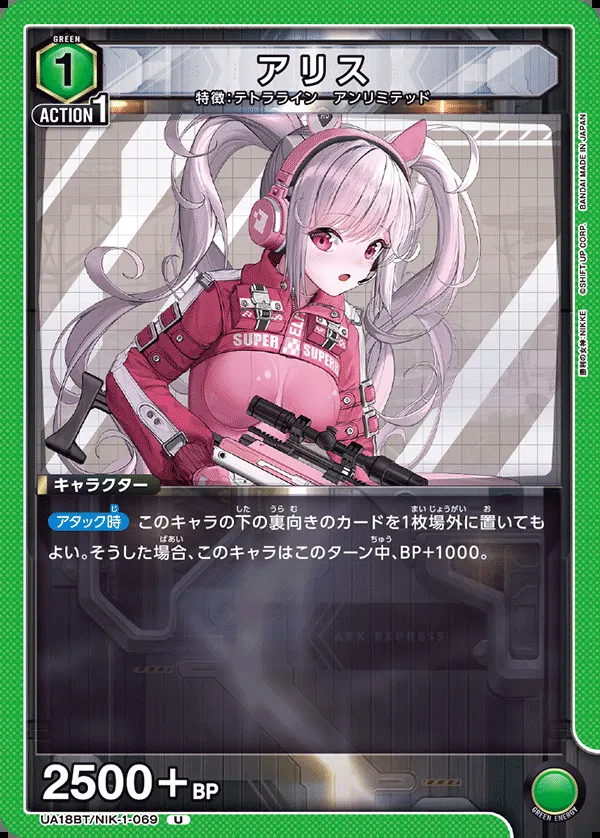 GREEN
1
アリス
特徴:テトラライン アンリミテッド
ACTION1
BANDAI MADE IN JAPAN
©SHIFT UP CORP.
勝利の女神:NIKKE
SUPER
SUPER
キャラクター
アタック時 このキャラの下の裏向きのカードを1枚場外に置いても
よい。そうした場合、このキャラはこのターン中、BP+1000。
ARK EXPRESS
2500+BP
UA18BT/NIK-1-069 U
GREEN ENERGY